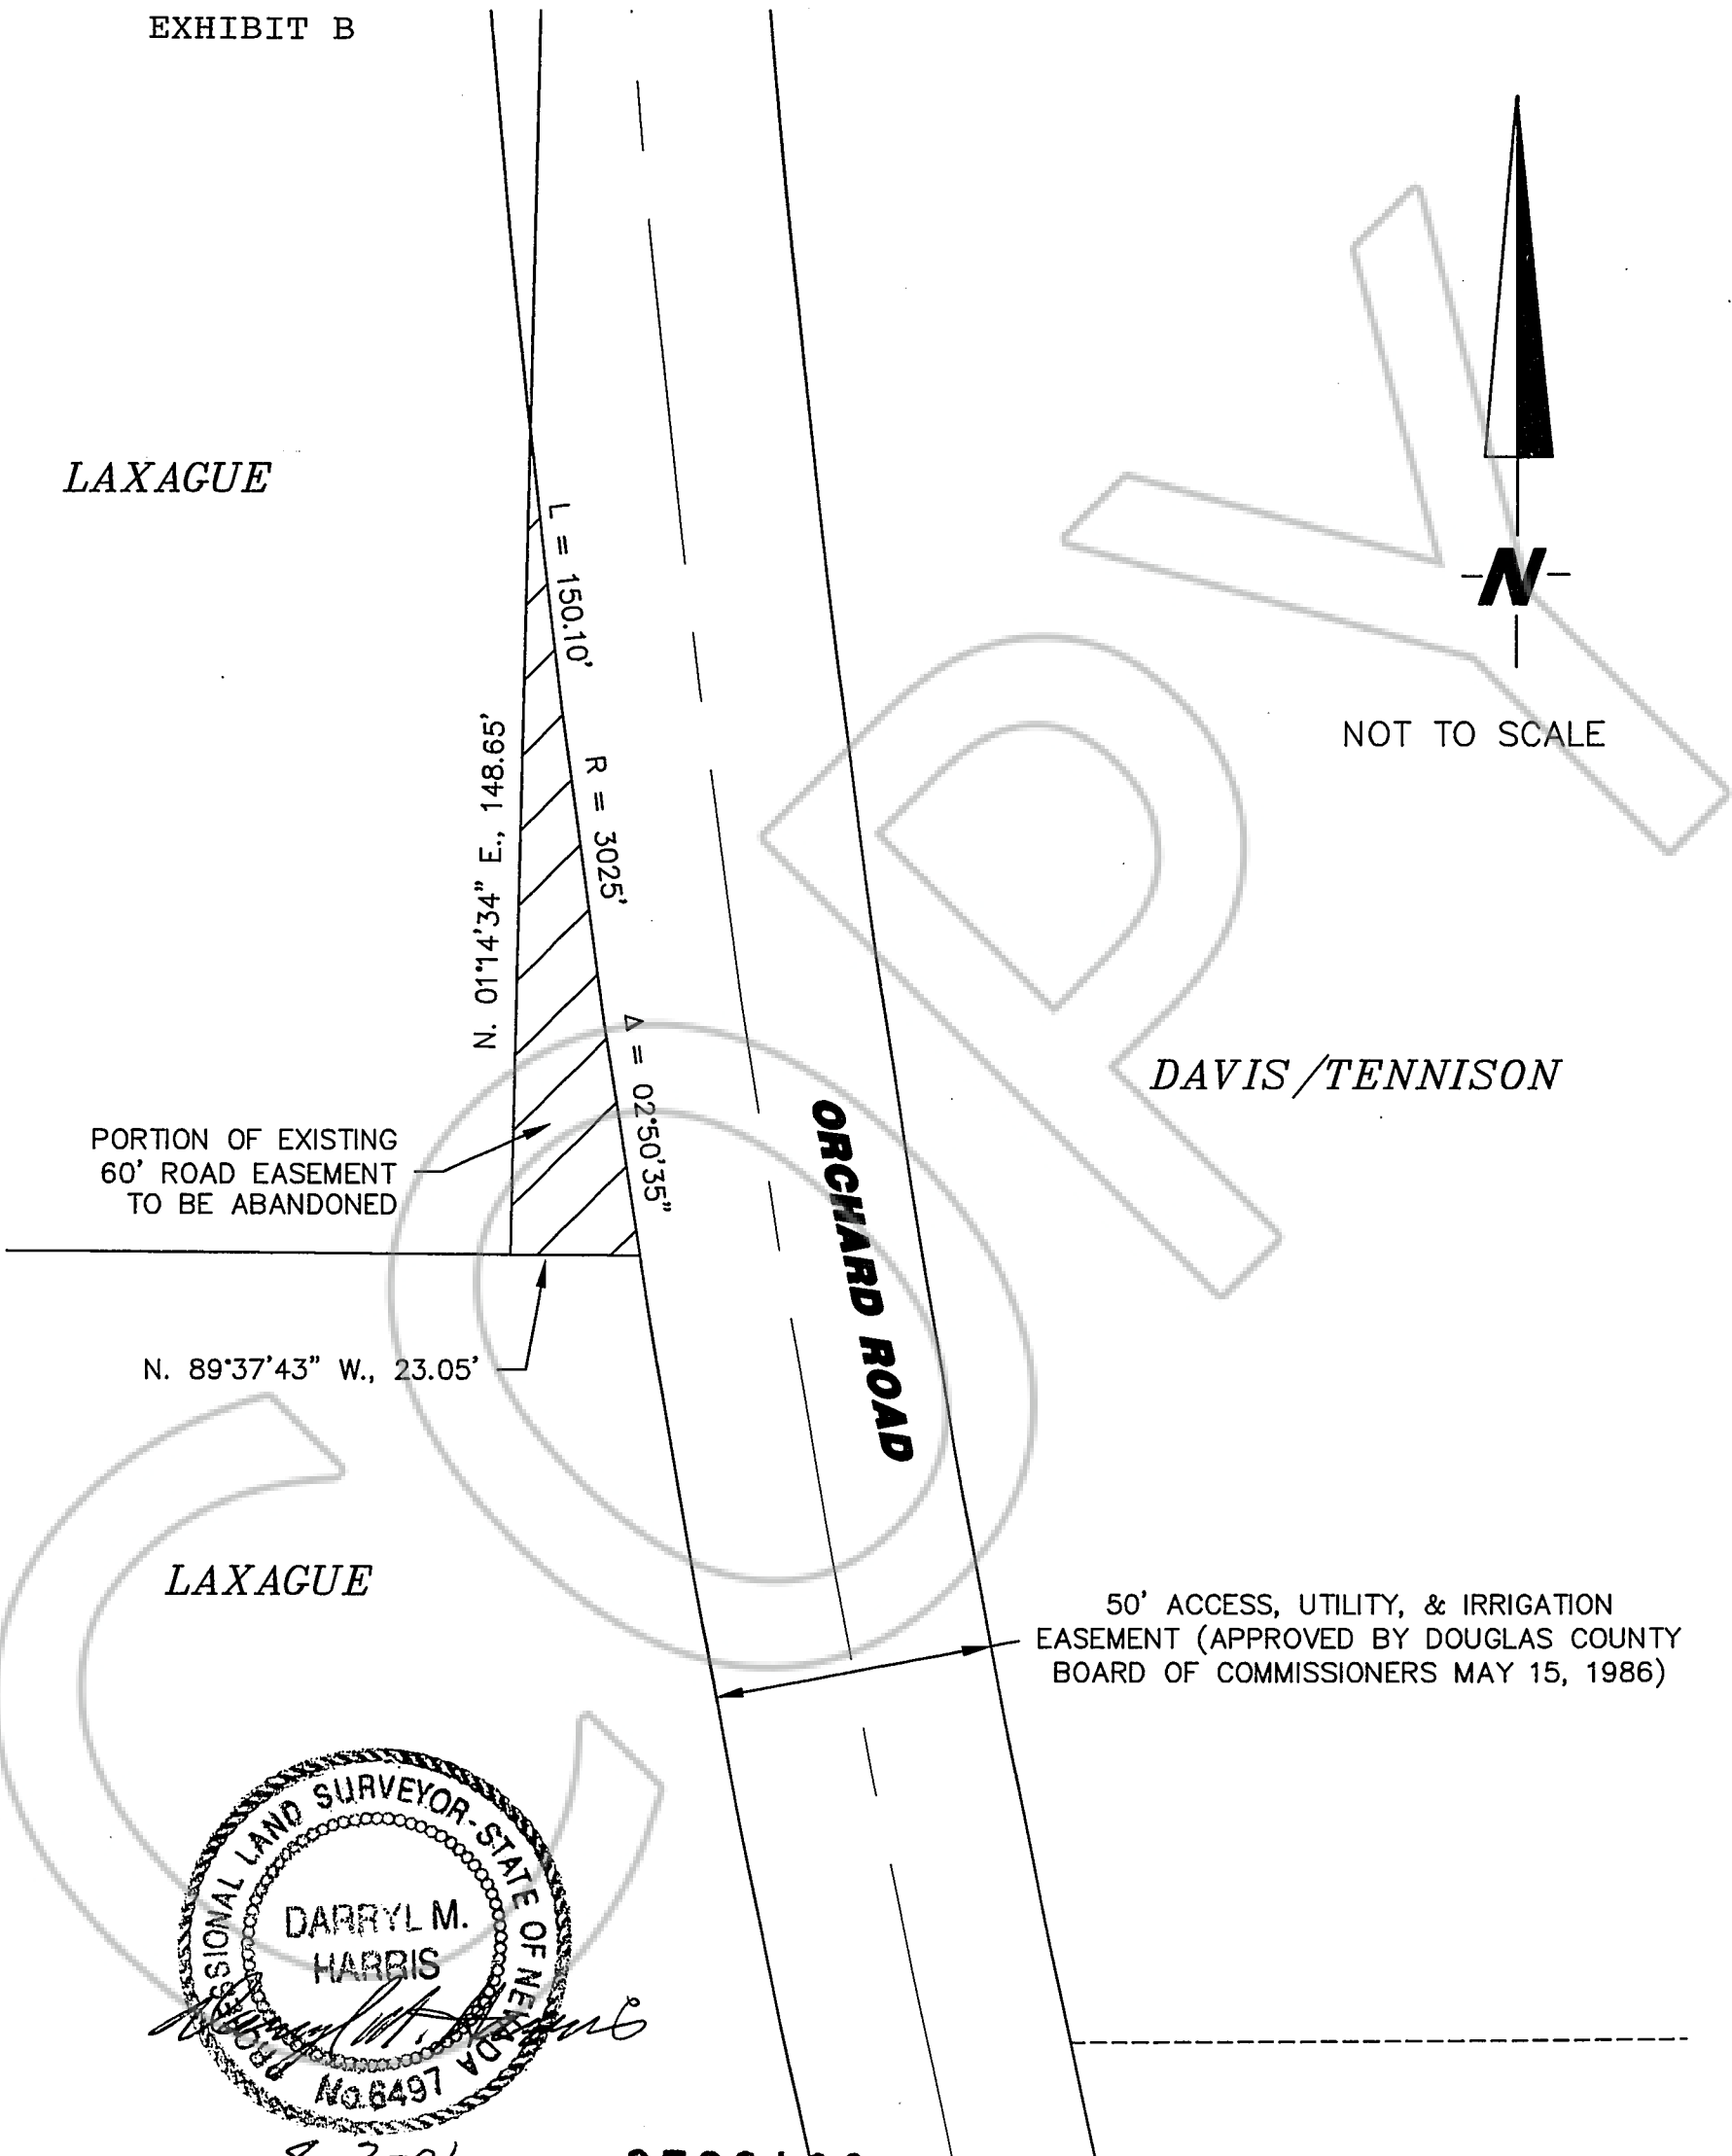 EXHIBIT B
LAXAGUE
L = 150.10'
R = 3025'
Δ = 02°50'35"
N. 01°14'34" E., 148.65'
-N-
NOT TO SCALE
DAVIS/TENNISON
ORCHARD ROAD
PORTION OF EXISTING
60' ROAD EASEMENT
TO BE ABANDONED
N. 89°37'43" W., 23.05'
LAXAGUE
50' ACCESS, UTILITY, & IRRIGATION
EASEMENT (APPROVED BY DOUGLAS COUNTY
BOARD OF COMMISSIONERS MAY 15, 1986)
PROFESSIONAL LAND SURVEYOR-STATE OF NEVADA
DARRYL M.
HARRIS
No. 6497
COPY